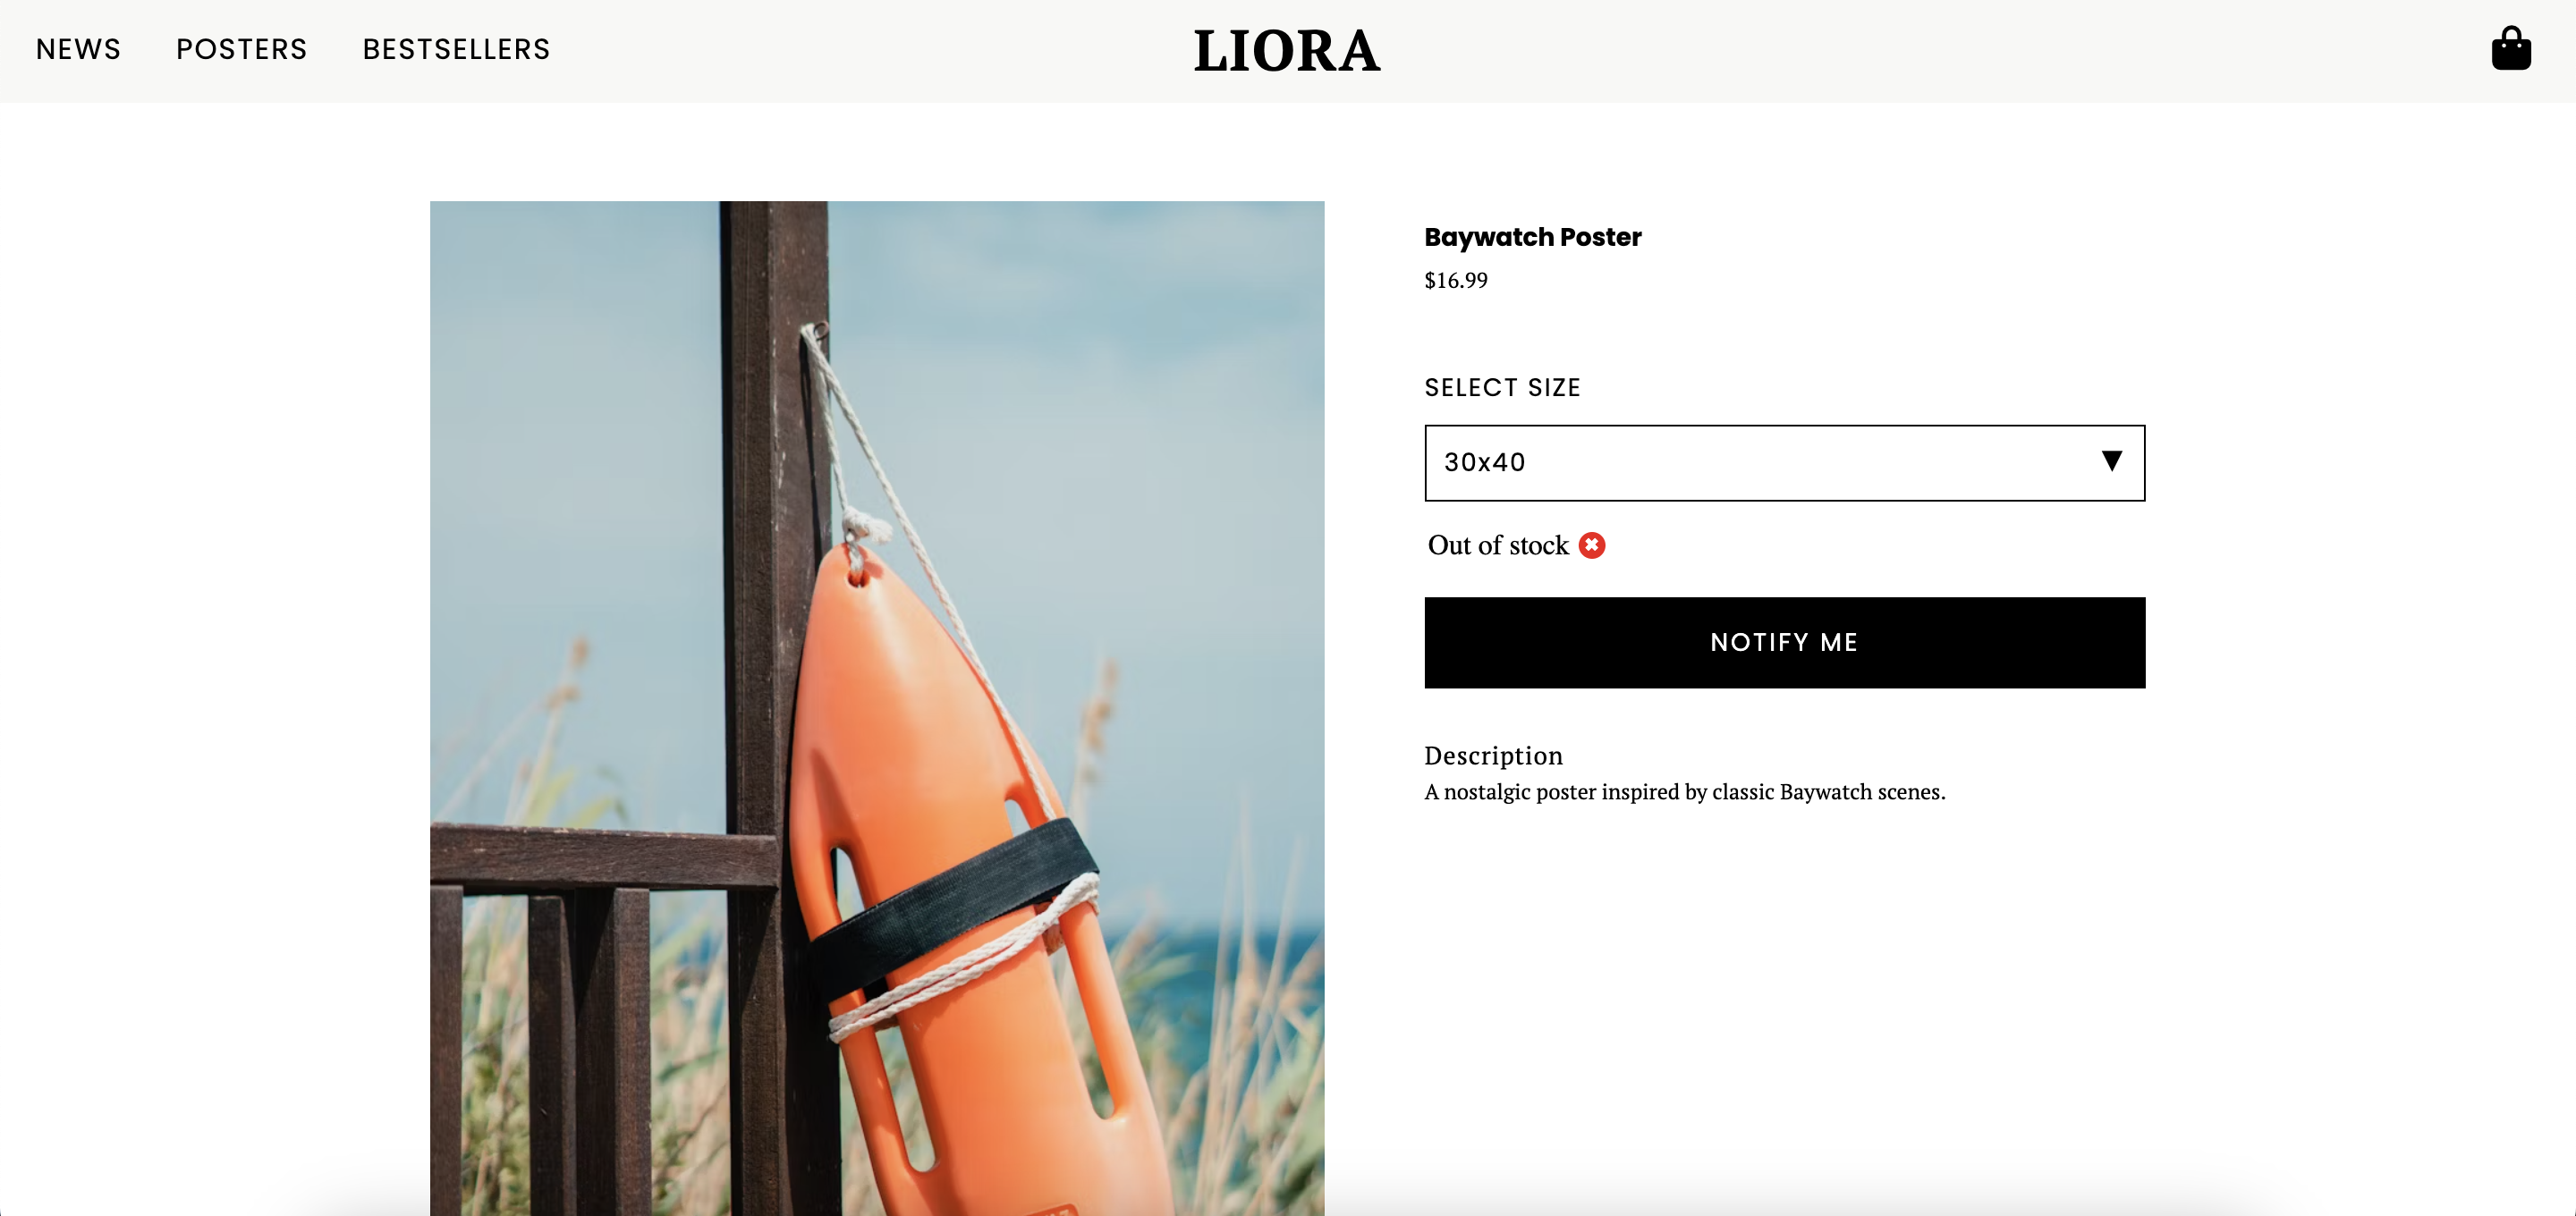 NEWS POSTERS BESTSELLERS LIORA
Baywatch Poster
$16.99
SELECT SIZE
30x40
Out of stock
NOTIFY ME
Description
A nostalgic poster inspired by classic Baywatch scenes.